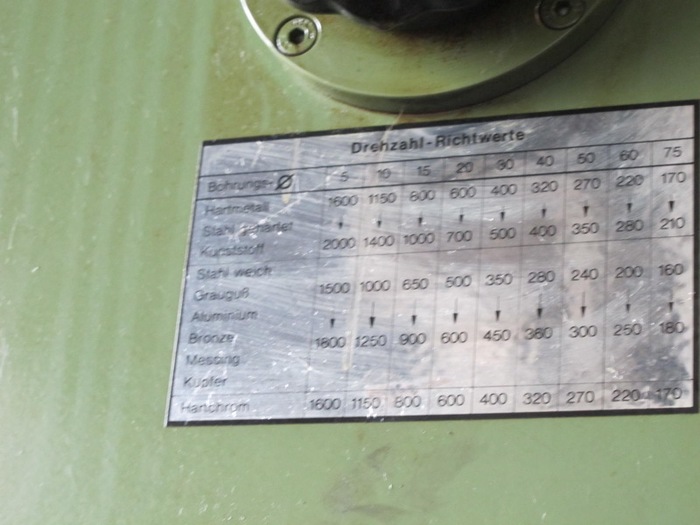 Drehzahl-Richtwerte
Bohrungs-Ø 5 10 15 20 30 40 50 60 75
Hartmetall 1600 1150 800 600 400 320 270 220 170
Stahl gehärtet
Kunststoff 2000 1400 1000 700 500 400 350 280 210
Stahl weich
Grauguß 1500 1000 650 500 350 280 240 200 160
Aluminium
Bronze 1800 1250 900 600 450 360 300 250 180
Messing
Kupfer
Hartchrom 1600 1150 800 600 400 320 270 220 170